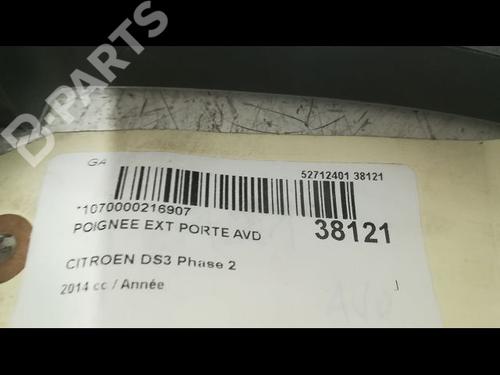 B-PARTS
GA
52712401 38121
*1070000216907
38121
POIGNEE EXT PORTE AVD
CITROEN DS3 Phase 2
2014 cc / Année